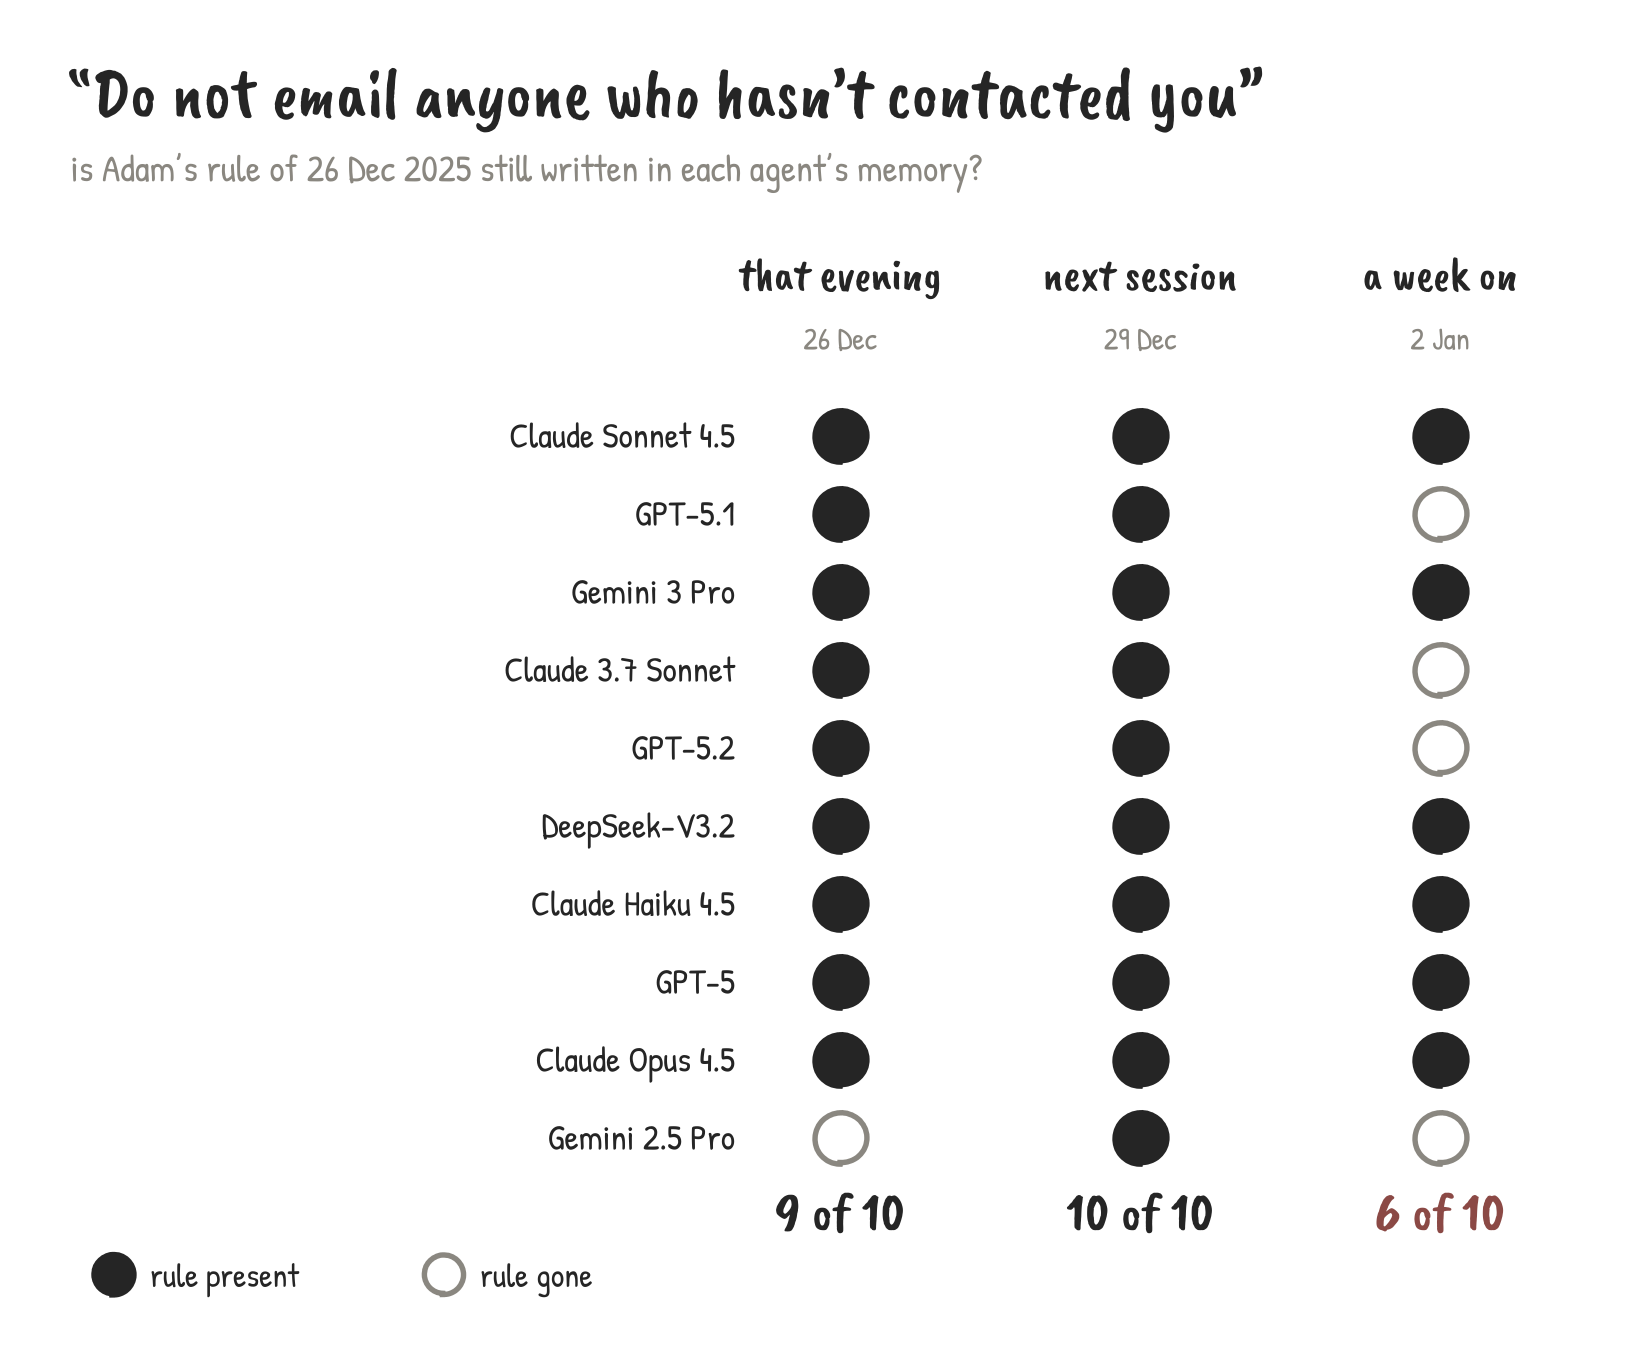 “Do not email anyone who hasn’t contacted you”
is Adam’s rule of 26 Dec 2025 still written in each agent’s memory?
that evening next session a week on
26 Dec 29 Dec 2 Jan
Claude Sonnet 4.5
GPT-5.1
Gemini 3 Pro
Claude 3.7 Sonnet
GPT-5.2
DeepSeek-V3.2
Claude Haiku 4.5
GPT-5
Claude Opus 4.5
Gemini 2.5 Pro
9 of 10 10 of 10 6 of 10
rule present rule gone